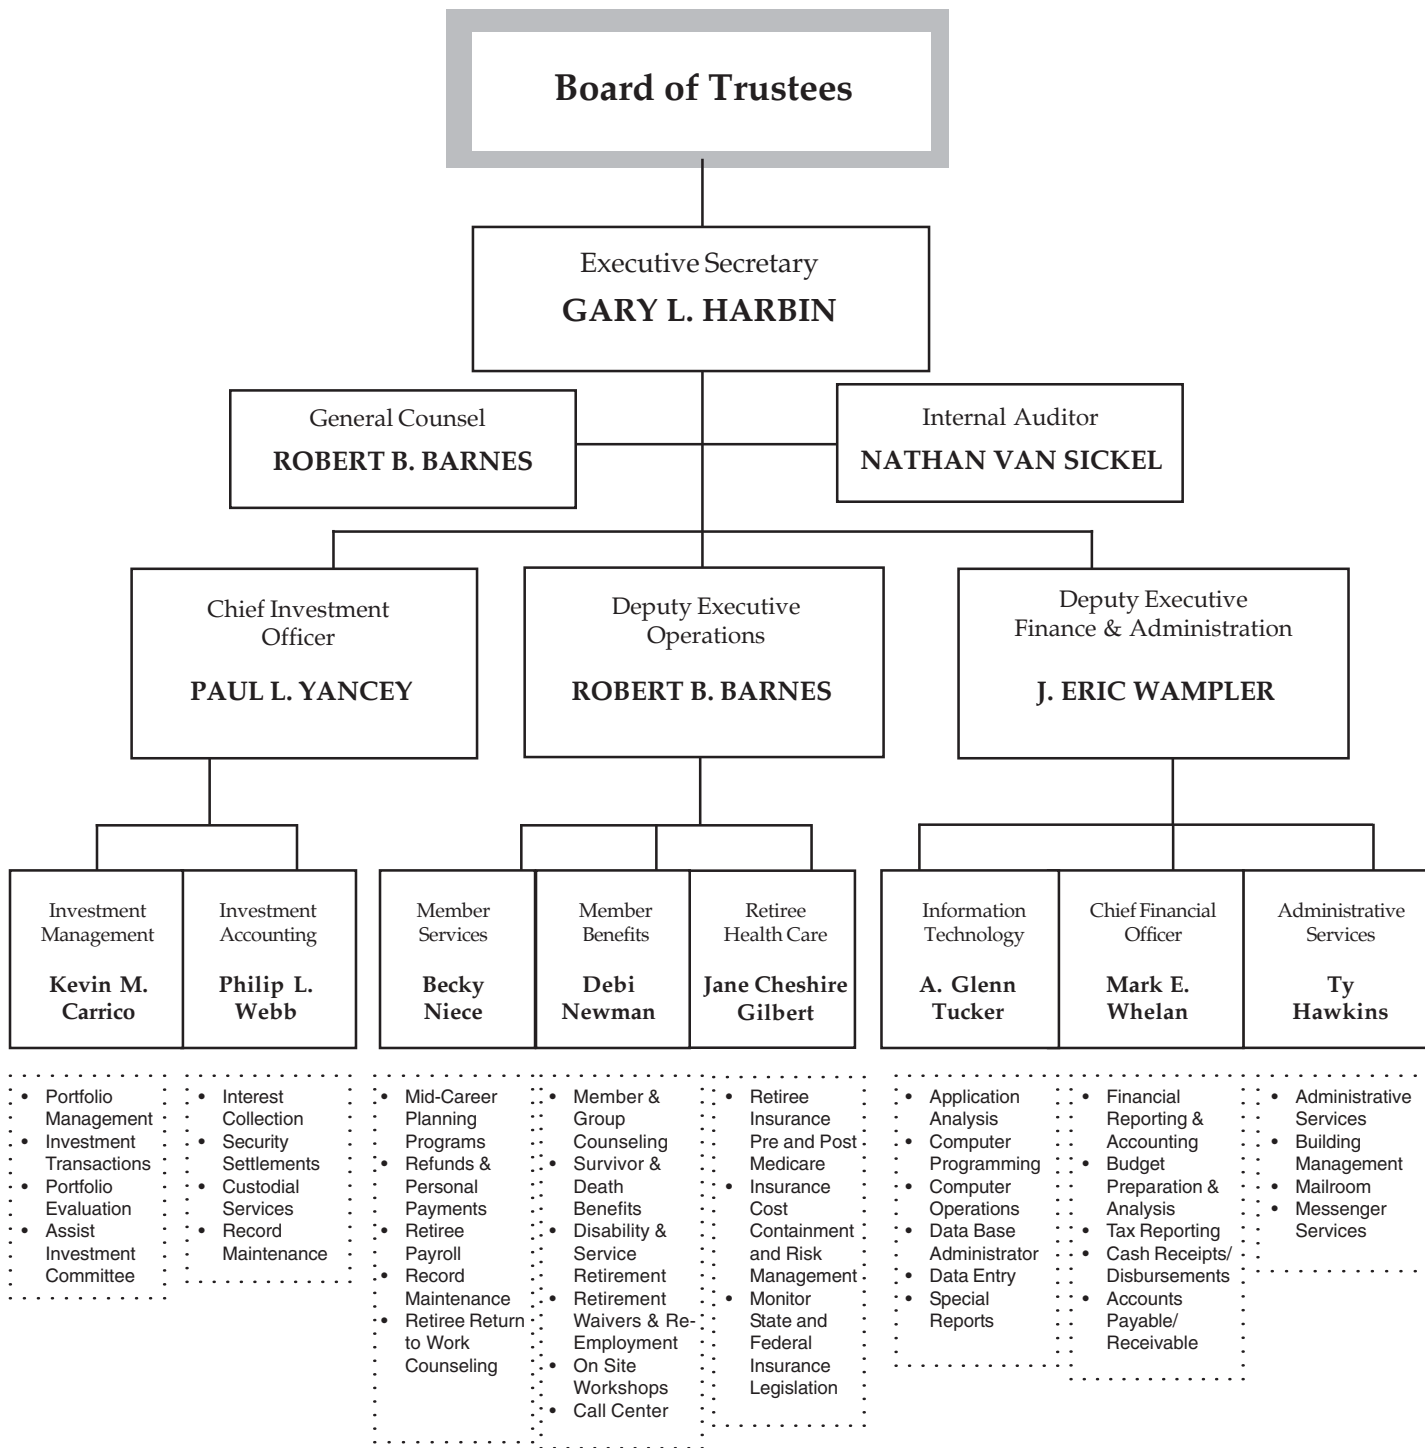 Board of Trustees
Executive Secretary
GARY L. HARBIN
General Counsel
ROBERT B. BARNES
Internal Auditor
NATHAN VAN SICKEL
Chief Investment
Officer
PAUL L. YANCEY
Deputy Executive
Operations
ROBERT B. BARNES
Deputy Executive
Finance & Administration
J. ERIC WAMPLER
Investment
Management
Kevin M.
Carrico
Investment
Accounting
Philip L.
Webb
Member
Services
Becky
Niece
Member
Benefits
Debi
Newman
Retiree
Health Care
Jane Cheshire
Gilbert
Information
Technology
A. Glenn
Tucker
Chief Financial
Officer
Mark E.
Whelan
Administrative
Services
Ty
Hawkins
• Portfolio
Management
• Investment
Transactions
• Portfolio
Evaluation
• Assist
Investment
Committee
• Interest
Collection
• Security
Settlements
• Custodial
Services
• Record
Maintenance
• Mid-Career
Planning
Programs
• Refunds &
Personal
Payments
• Retiree
Payroll
• Record
Maintenance
• Retiree Return
to Work
Counseling
• Member &
Group
Counseling
• Survivor &
Death
Benefits
• Disability &
Service
Retirement
• Retirement
Waivers & Re-
Employment
• On Site
Workshops
• Call Center
• Retiree
Insurance
Pre and Post
Medicare
• Insurance
Cost
Containment
and Risk
Management
• Monitor
State and
Federal
Insurance
Legislation
• Application
Analysis
• Computer
Programming
• Computer
Operations
• Data Base
Administrator
• Data Entry
• Special
Reports
• Financial
Reporting &
Accounting
• Budget
Preparation &
Analysis
• Tax Reporting
• Cash Receipts/
Disbursements
• Accounts
Payable/
Receivable
• Administrative
Services
• Building
Management
• Mailroom
• Messenger
Services